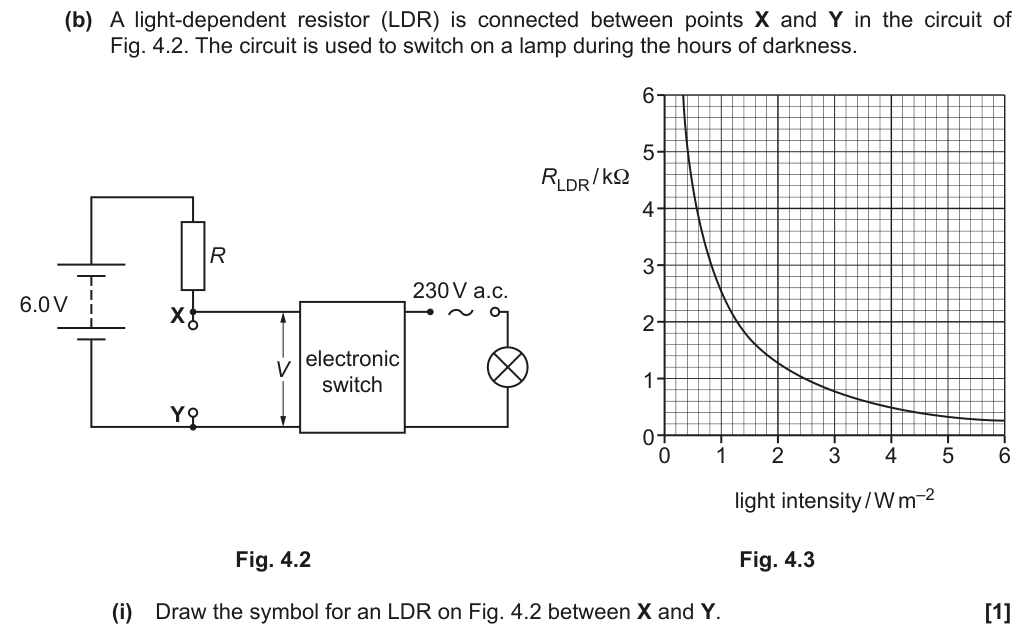 (b) A light-dependent resistor (LDR) is connected between points X and Y in the circuit of
Fig. 4.2. The circuit is used to switch on a lamp during the hours of darkness.
6
5
R_LDR / kΩ
4
R
3
230 V a.c.
6.0 V
X
2
electronic
V
switch
1
Y
0
0 1 2 3 4 5 6
light intensity / W m⁻²
Fig. 4.2
Fig. 4.3
(i) Draw the symbol for an LDR on Fig. 4.2 between X and Y. [1]